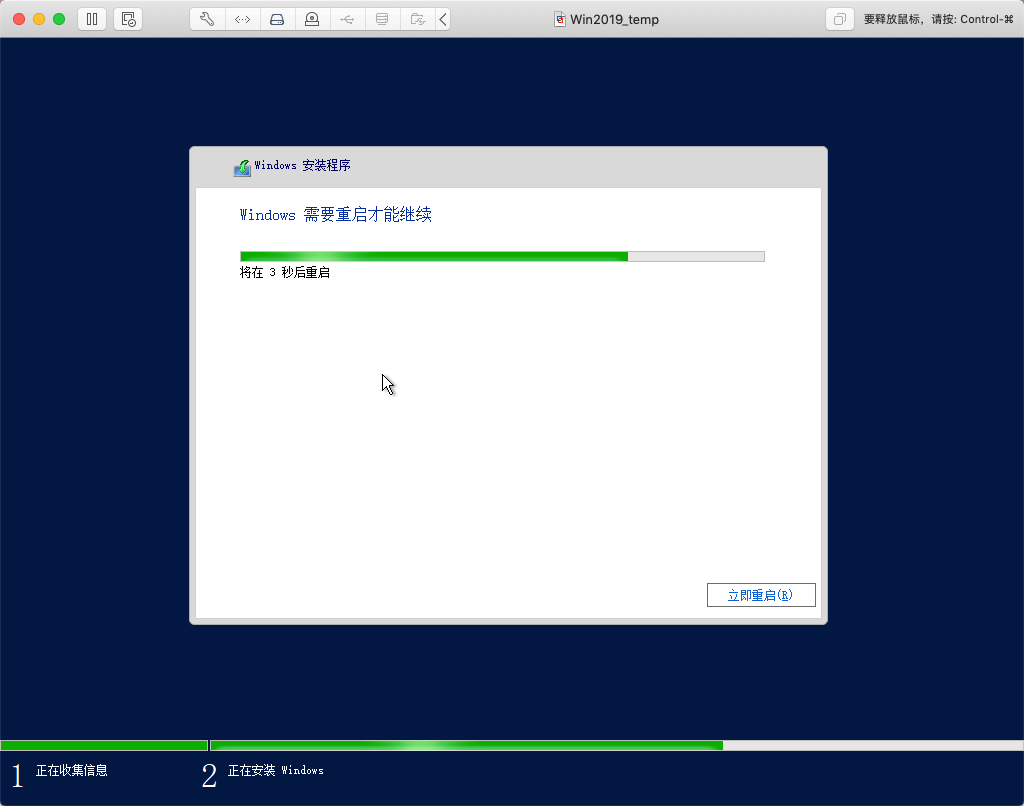 Win2019_temp
要释放鼠标，请按: Control-⌘
Windows 安装程序
Windows 需要重启才能继续
将在 3 秒后重启
立即重启(R)
1 正在收集信息
2 正在安装 Windows